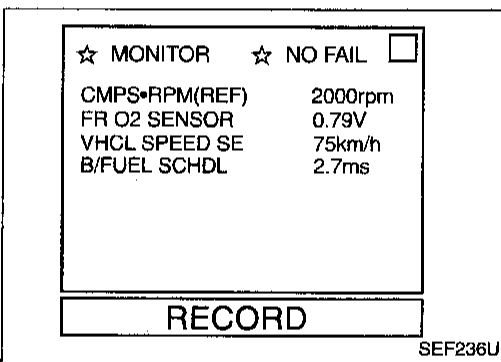 ☆ MONITOR ☆ NO FAIL
CMPS•RPM(REF) 2000rpm
FR O2 SENSOR 0.79V
VHCL SPEED SE 75km/h
B/FUEL SCHDL 2.7ms
RECORD
SEF236U